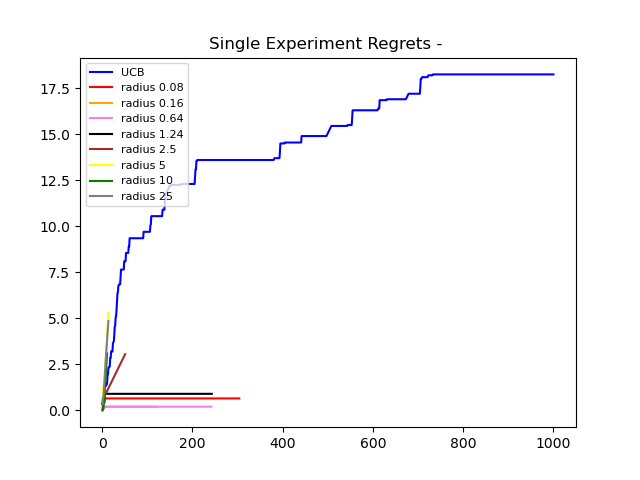 Single Experiment Regrets -
UCB
radius 0.08
radius 0.16
radius 0.64
radius 1.24
radius 2.5
radius 5
radius 10
radius 25
17.5
15.0
12.5
10.0
7.5
5.0
2.5
0.0
0 200 400 600 800 1000